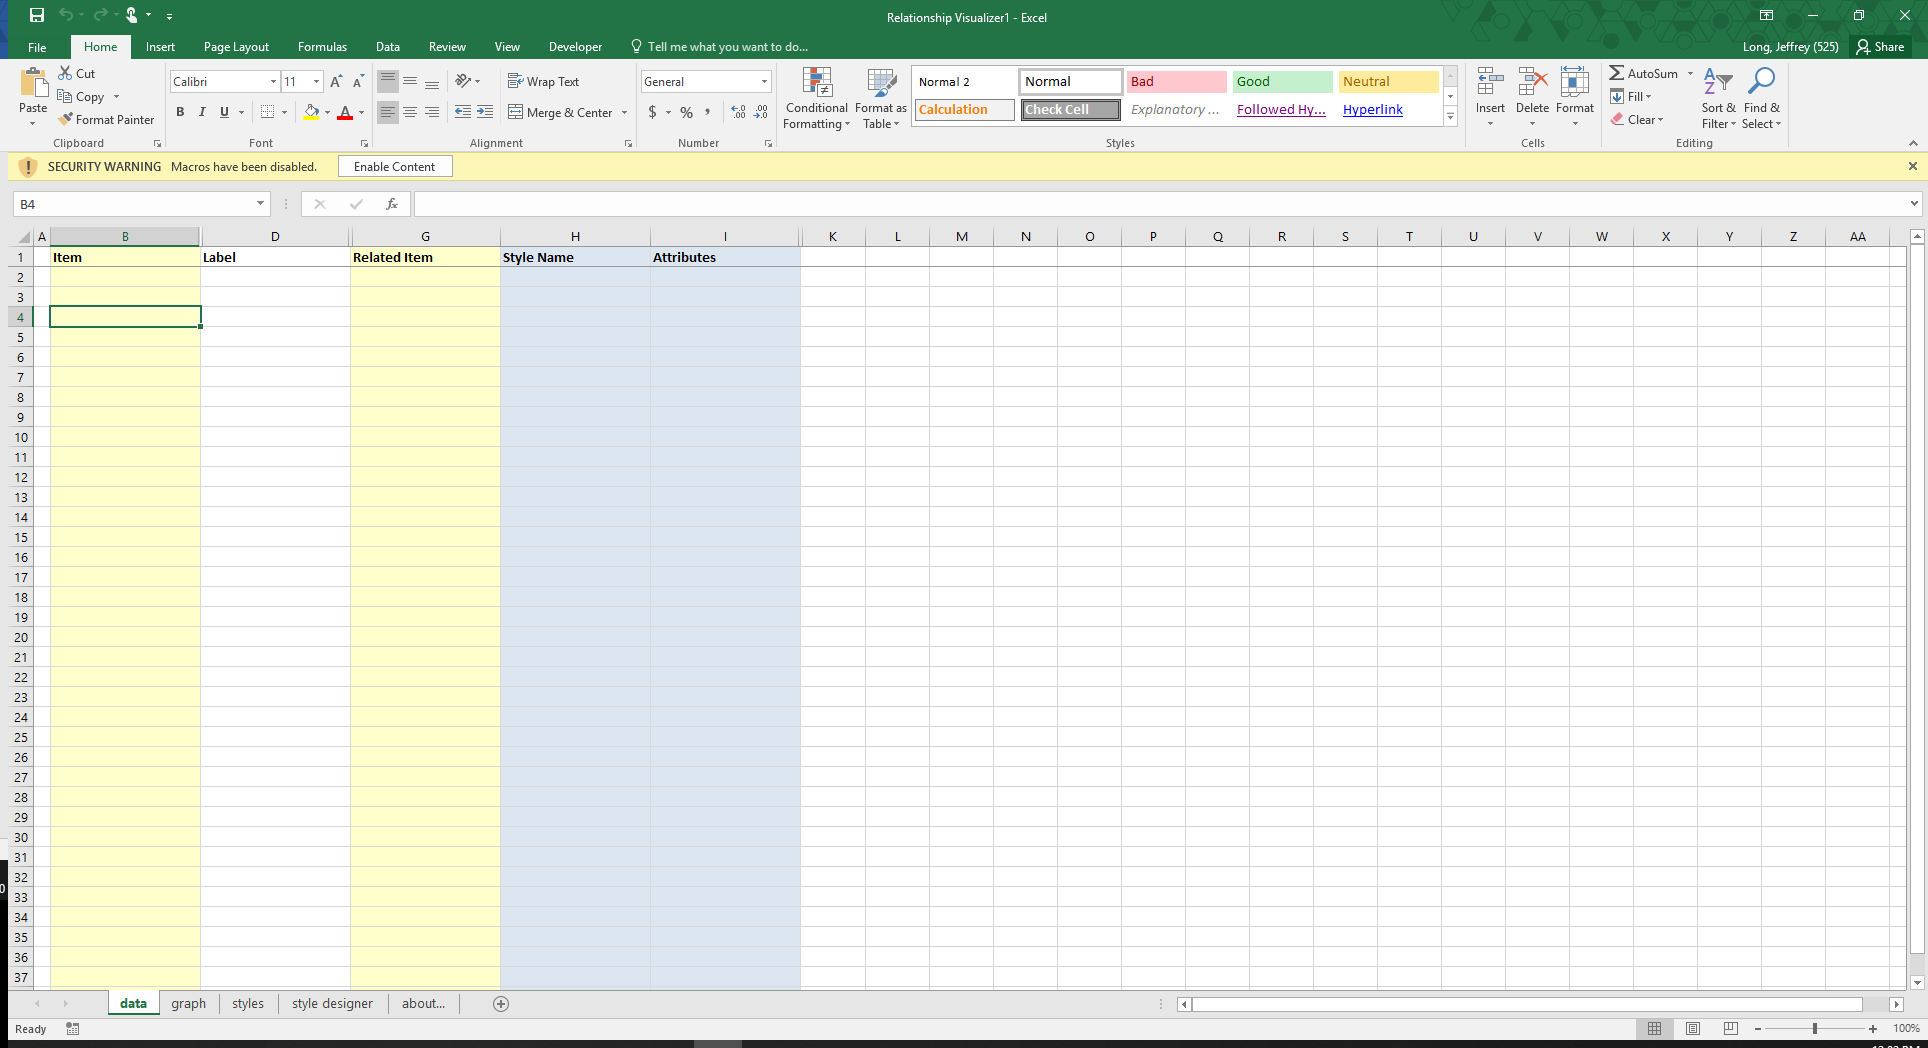 Relationship Visualizer1 - Excel
File Home Insert Page Layout Formulas Data Review View Developer Tell me what you want to do... Long, Jeffrey (525) Share
Paste
Cut
Copy
Format Painter
Clipboard
Calibri 11 A A
B I U A
Font
Wrap Text
Merge & Center
Alignment
General
$ % , .00 .00
Number
Conditional Formatting
Format as Table
Normal 2 Normal Bad Good Neutral
Calculation Check Cell Explanatory ... Followed Hy... Hyperlink
Styles
Insert Delete Format
Cells
AutoSum
Fill
Clear
Sort & Filter
Find & Select
Editing
SECURITY WARNING Macros have been disabled. Enable Content
B4 fx
A B D G H I K L M N O P Q R S T U V W X Y Z AA
1 Item Label Related Item Style Name Attributes
2
3
4
5
6
7
8
9
10
11
12
13
14
15
16
17
18
19
20
21
22
23
24
25
26
27
28
29
30
31
32
33
34
35
36
37
data graph styles style designer about...
Ready 100%